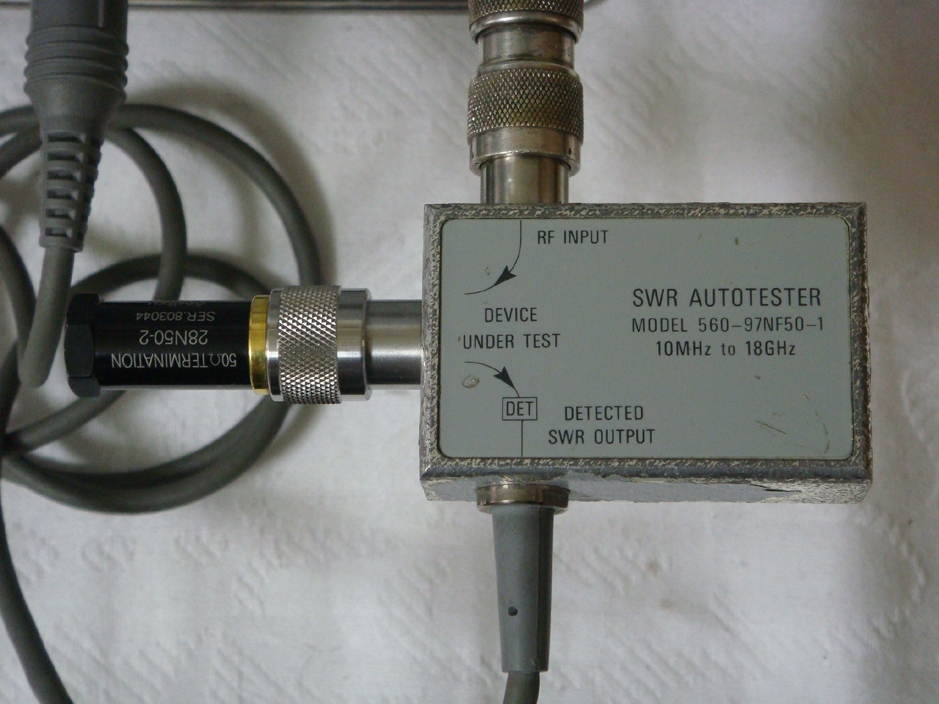 RF INPUT
DEVICE
UNDER TEST
DET
DETECTED
SWR OUTPUT
SWR AUTOTESTER
MODEL 560-97NF50-1
10MHz to 18GHz
50Ω TERMINATION
28N50-2
SER.803044